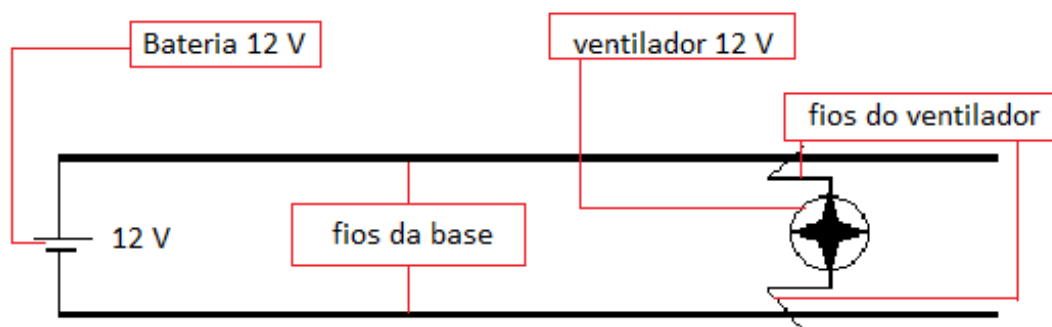 Bateria 12 V
ventilador 12 V
fios do ventilador
12 V
fios da base